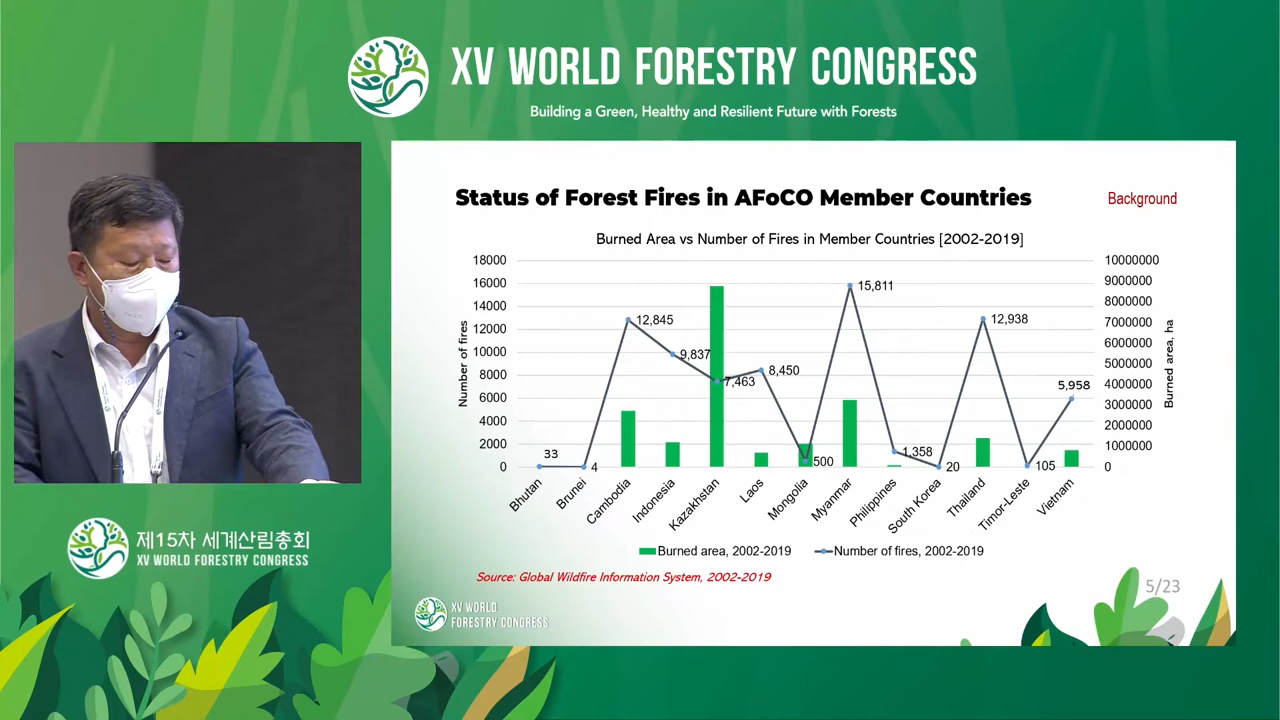 XV WORLD FORESTRY CONGRESS
Building a Green, Healthy and Resilient Future with Forests
Status of Forest Fires in AFoCO Member Countries
Background
Burned Area vs Number of Fires in Member Countries [2002-2019]
Number of fires
18000
16000
14000
12000
10000
8000
6000
4000
2000
0
10000000
9000000
8000000
7000000
6000000
5000000
4000000
3000000
2000000
1000000
0
Burned area, ha
33
4
12,845
9,837
7,463
8,450
500
15,811
1,358
20
12,938
105
5,958
Bhutan
Brunei
Cambodia
Indonesia
Kazakhstan
Laos
Mongolia
Myanmar
Philippines
South Korea
Thailand
Timor-Leste
Vietnam
Burned area, 2002-2019
Number of fires, 2002-2019
Source: Global Wildfire Information System, 2002-2019
5/23
XV WORLD
FORESTRY CONGRESS
제15차 세계산림총회
XV WORLD FORESTRY CONGRESS